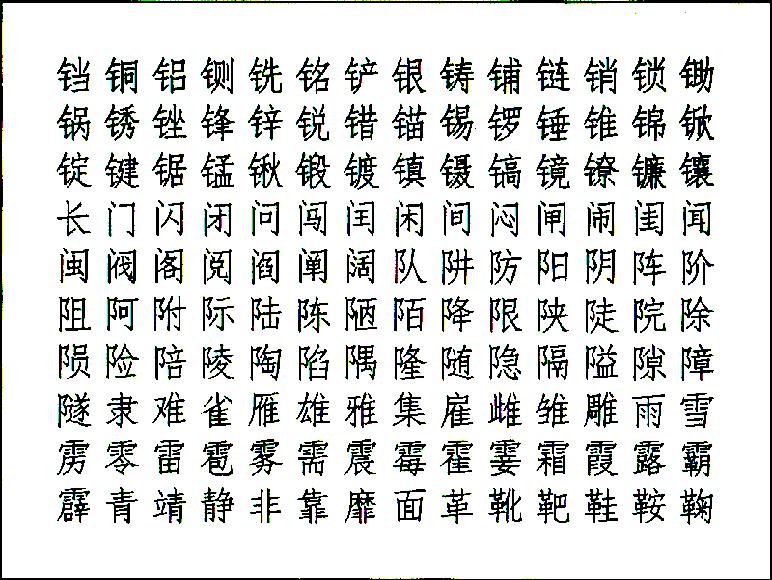 铛铜铝铡铣铭铲银铸铺链销锁锄
锅锈锉锋锌锐错锚锡锣锤锥锦锨
锭键锯锰锹锻镀镇镊镐镜镣镰镶
长门闪闭问闯闰闲间闷闸闹闺闻
闽阀阁阅阎阐阔队阱防阳阴阵阶
阻阿附际陆陈陋陌降限陕陡院除
陨险陪陵陶陷隅隆随隐隔隘隙障
隧隶难雀雁雄雅集雇雌雏雕雨雪
雳零雷雹雾需震霉霍霎霜霞露霸
霹青靖静非靠靡面革靴靶鞋鞍鞠